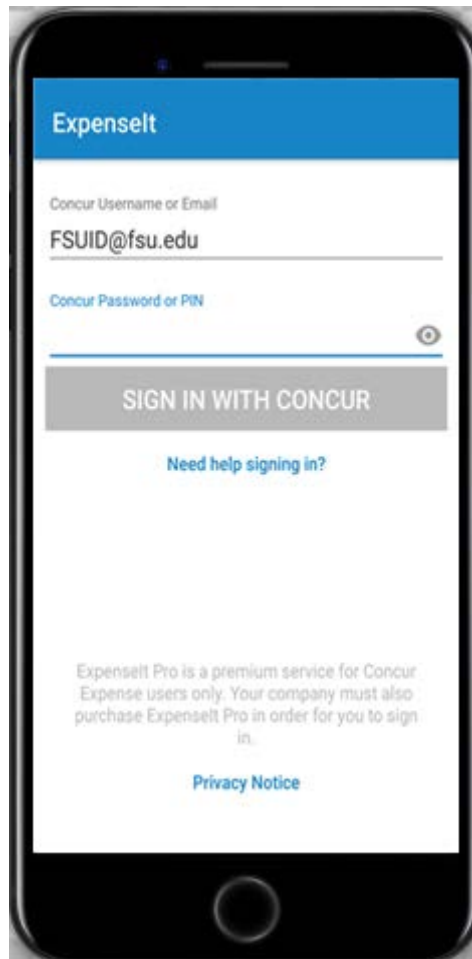 ExpenseIt
Concur Username or Email
FSUID@fsu.edu
Concur Password or PIN
SIGN IN WITH CONCUR
Need help signing in?
ExpenseIt Pro is a premium service for Concur
Expense users only. Your company must also
purchase ExpenseIt Pro in order for you to sign
in.
Privacy Notice